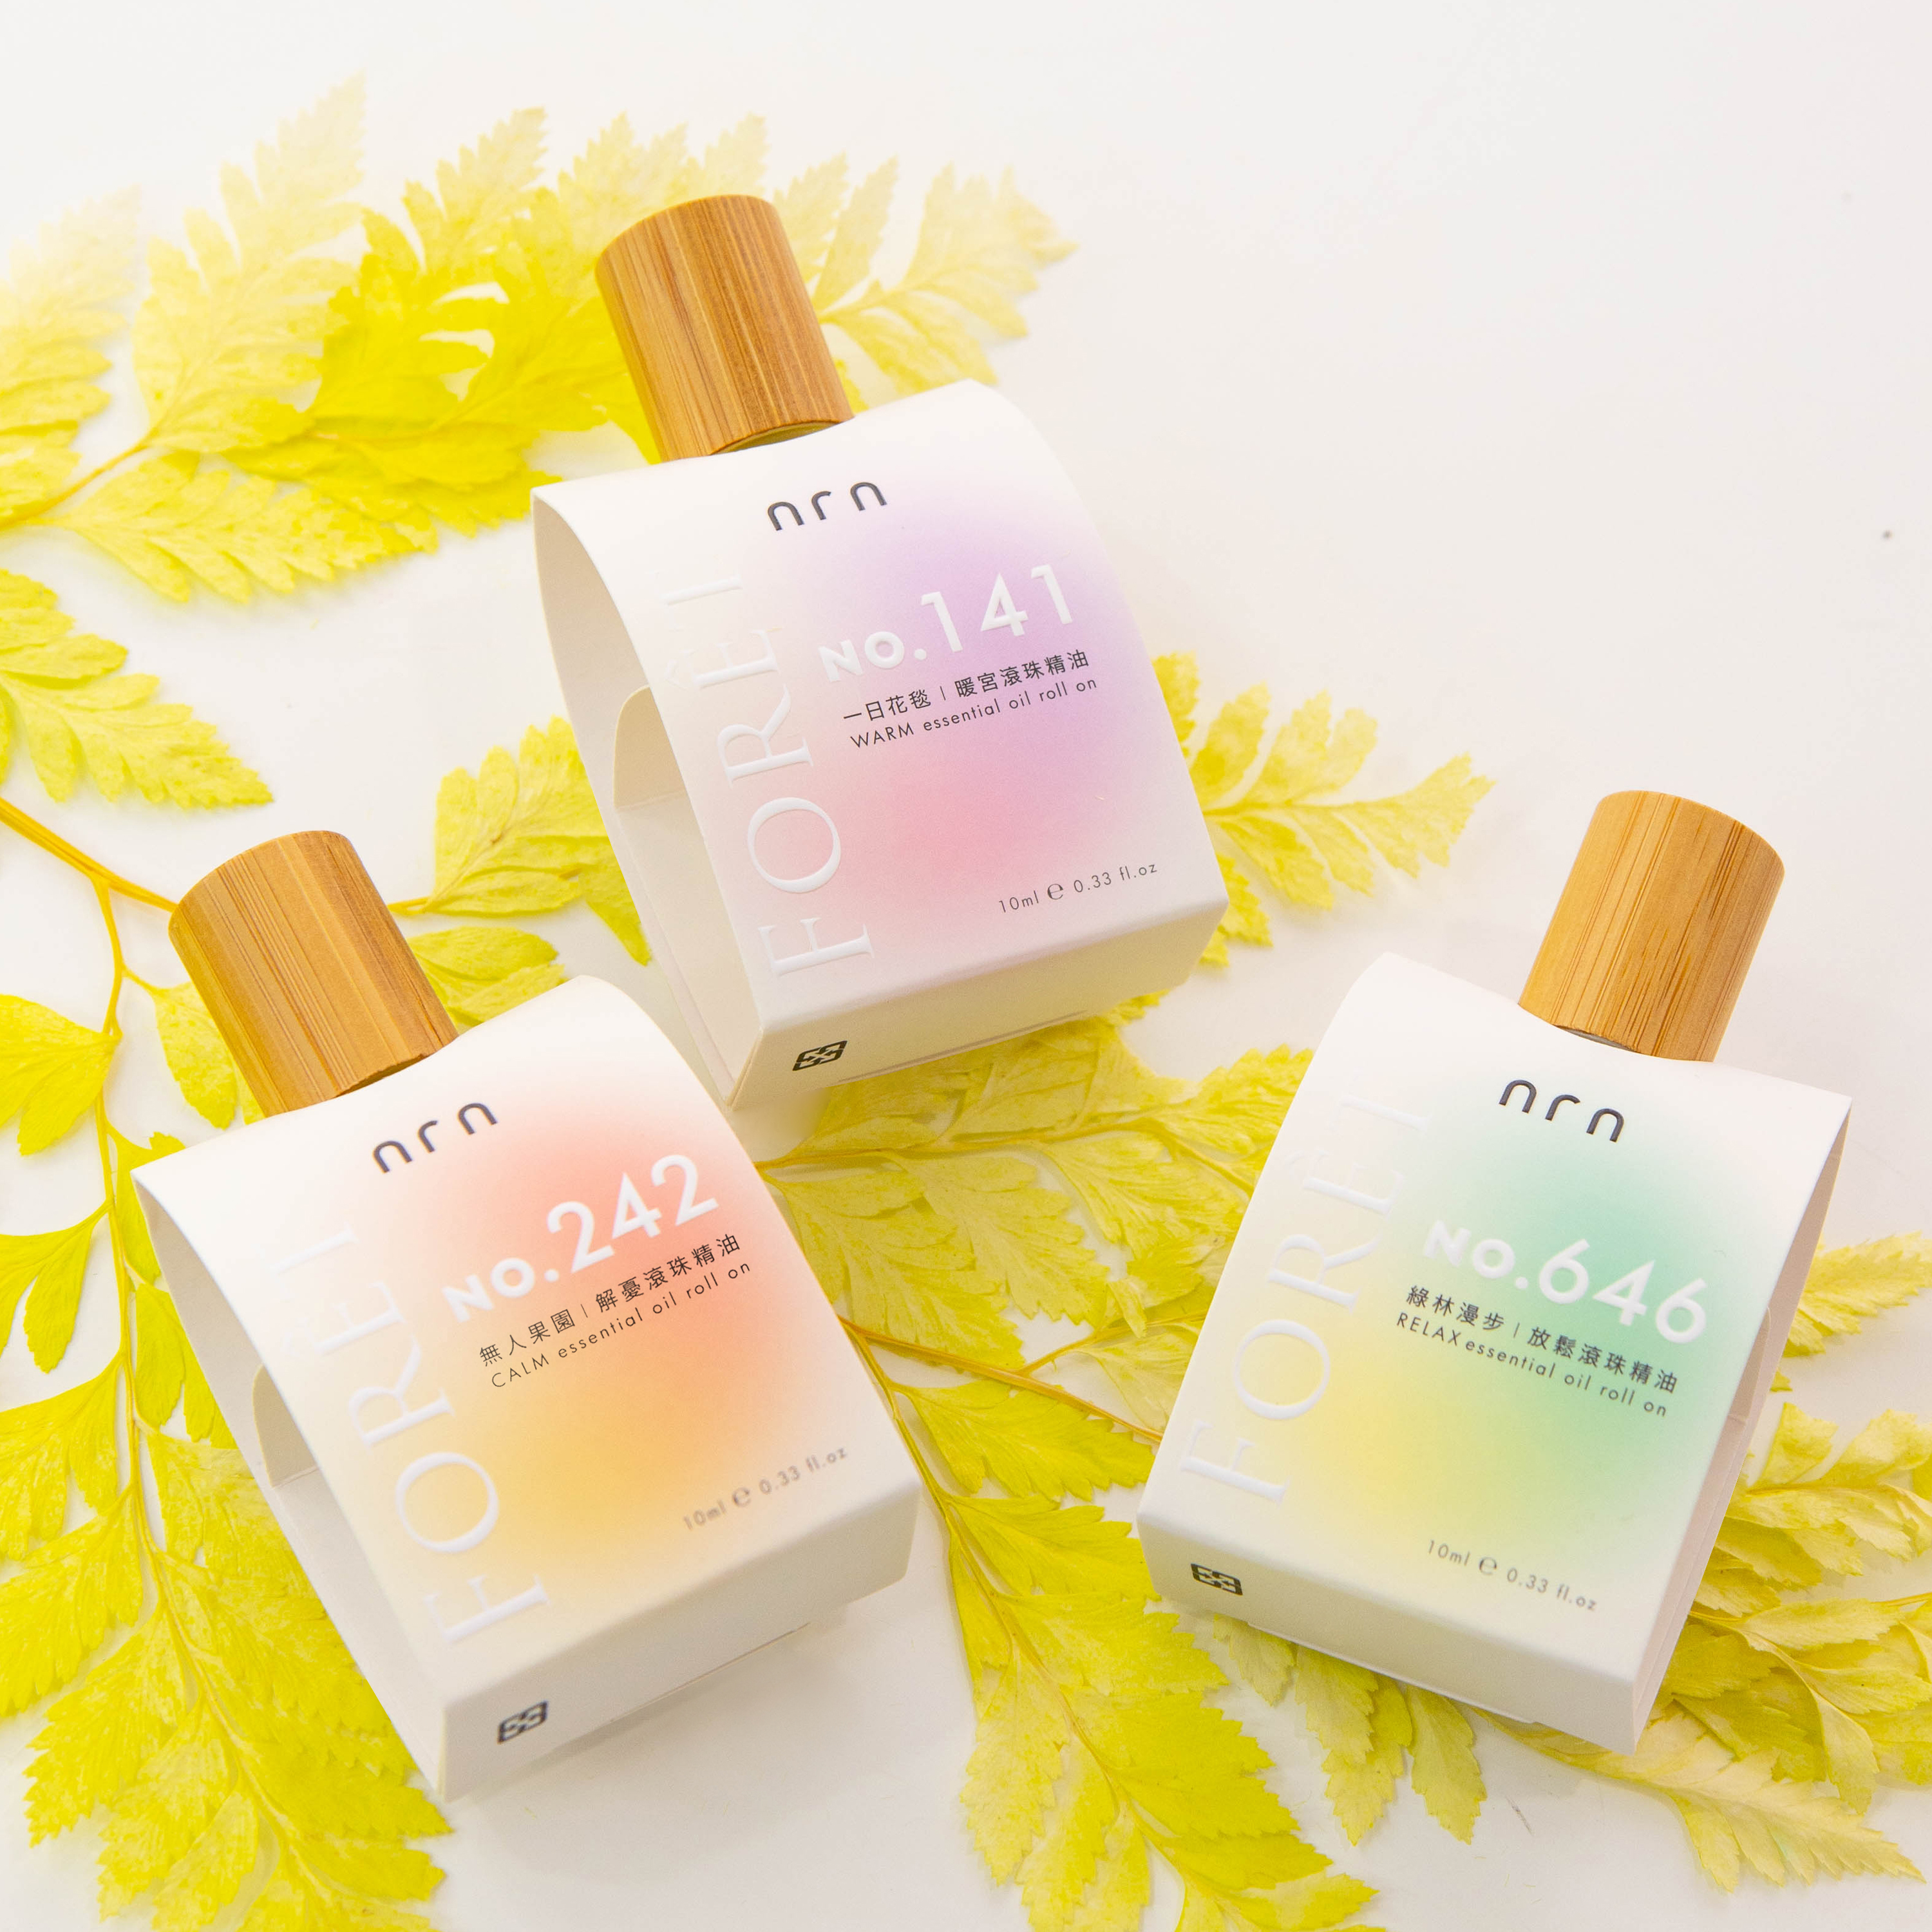 nrn
FORÊT
NO.141
一日花毯 | 暖宮滾珠精油
WARM essential oil roll on
10ml ℮ 0.33 fl.oz
nrn
FORÊT
NO.242
無人果園 | 解憂滾珠精油
CALM essential oil roll on
10ml ℮ 0.33 fl.oz
nrn
FORÊT
NO.646
綠林漫步 | 放鬆滾珠精油
RELAX essential oil roll on
10ml ℮ 0.33 fl.oz